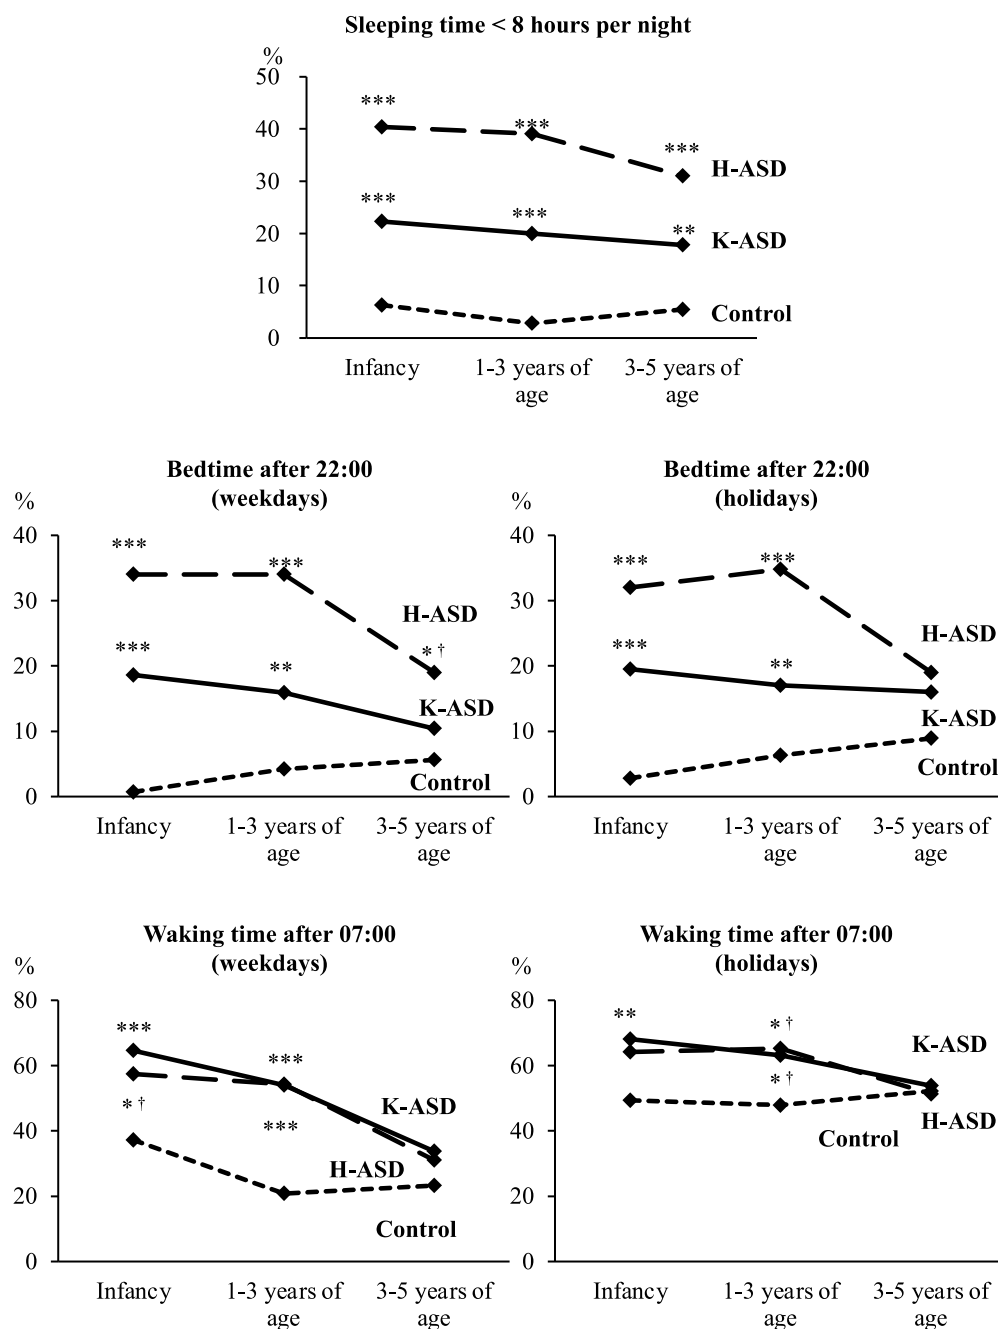 Sleeping time < 8 hours per night
%
50
***
40
***
***
H-ASD
30
***
***
20
**
K-ASD
10
Control
0
Infancy
1-3 years of age
3-5 years of age
Bedtime after 22:00
(weekdays)
%
40
***
***
30
H-ASD
* †
20
***
**
K-ASD
10
Control
0
Infancy
1-3 years of age
3-5 years of age
Bedtime after 22:00
(holidays)
%
40
***
***
30
H-ASD
20
***
**
K-ASD
10
Control
0
Infancy
1-3 years of age
3-5 years of age
Waking time after 07:00
(weekdays)
%
80
***
60
***
K-ASD
* †
***
40
H-ASD
20
Control
0
Infancy
1-3 years of age
3-5 years of age
Waking time after 07:00
(holidays)
%
80
**
* †
K-ASD
60
* †
H-ASD
Control
40
20
0
Infancy
1-3 years of age
3-5 years of age